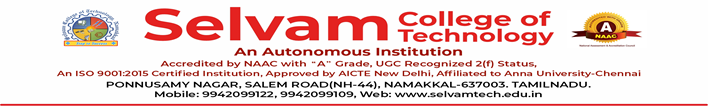 Selvam College of Technology
An Autonomous Institution
Accredited by NAAC with "A" Grade, UGC Recognized 2(f) Status,
An ISO 9001:2015 Certified Institution, Approved by AICTE New Delhi, Affiliated to Anna University-Chennai
PONNUSAMY NAGAR, SALEM ROAD(NH-44), NAMAKKAL-637003. TAMILNADU.
Mobile: 9942099122, 9942099109, Web: www.selvamtech.edu.in
A
NAAC